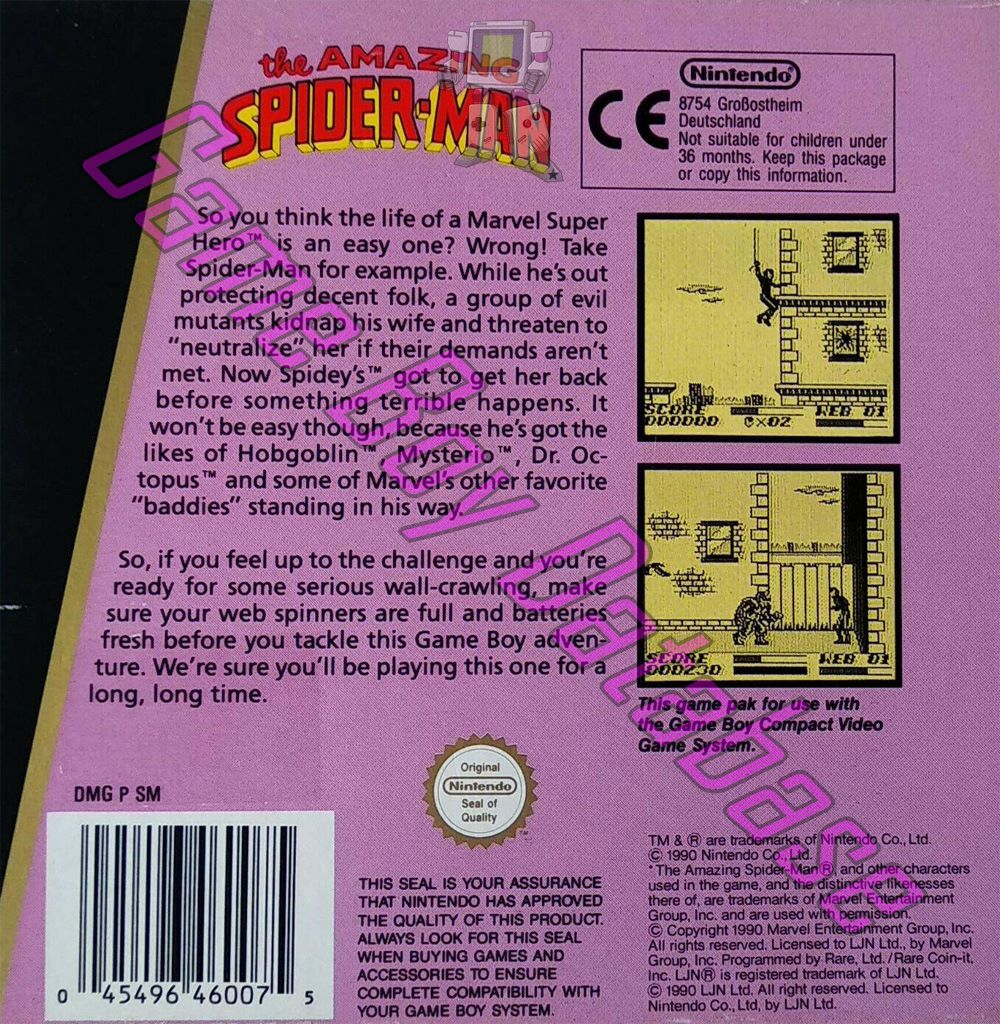 the AMAZING
SPIDER-MAN
Nintendo®
CE
8754 Großostheim
Deutschland
Not suitable for children under
36 months. Keep this package
or copy this information.
So you think the life of a Marvel Super
Hero™ is an easy one? Wrong! Take
Spider-Man for example. While he's out
protecting decent folk, a group of evil
mutants kidnap his wife and threaten to
"neutralize" her if their demands aren't
met. Now Spidey's™ got to get her back
before something terrible happens. It
won't be easy though, because he's got the
likes of Hobgoblin™, Mysterio™, Dr. Oc-
topus™ and some of Marvel's other favorite
"baddies" standing in his way.
So, if you feel up to the challenge and you're
ready for some serious wall-crawling, make
sure your web spinners are full and batteries
fresh before you tackle this Game Boy adven-
ture. We're sure you'll be playing this one for a
long, long time.
SCORE WEB 01
000000 ×02
SCORE WEB 01
000230
This game pak for use with
the Game Boy Compact Video
Game System.
DMG P SM
Original
Nintendo
Seal of
Quality
™
0 45496 46007 5
THIS SEAL IS YOUR ASSURANCE
THAT NINTENDO HAS APPROVED
THE QUALITY OF THIS PRODUCT.
ALWAYS LOOK FOR THIS SEAL
WHEN BUYING GAMES AND
ACCESSORIES TO ENSURE
COMPLETE COMPATIBILITY WITH
YOUR GAME BOY SYSTEM.
TM & ® are trademarks of Nintendo Co., Ltd.
© 1990 Nintendo Co., Ltd.
* The Amazing Spider-Man®, and other characters
used in the game, and the distinctive likenesses
there of, are trademarks of Marvel Entertainment
Group, Inc. and are used with permission.
© Copyright 1990 Marvel Entertainment Group, Inc.
All rights reserved. Licensed to LJN Ltd., by Marvel
Group, Inc. Programmed by Rare, Ltd. /Rare Coin-it,
Inc. LJN® is registered trademark of LJN Ltd.
© 1990 LJN Ltd. All right reserved. Licensed to
Nintendo Co., Ltd, by LJN Ltd.
Game Boy Database